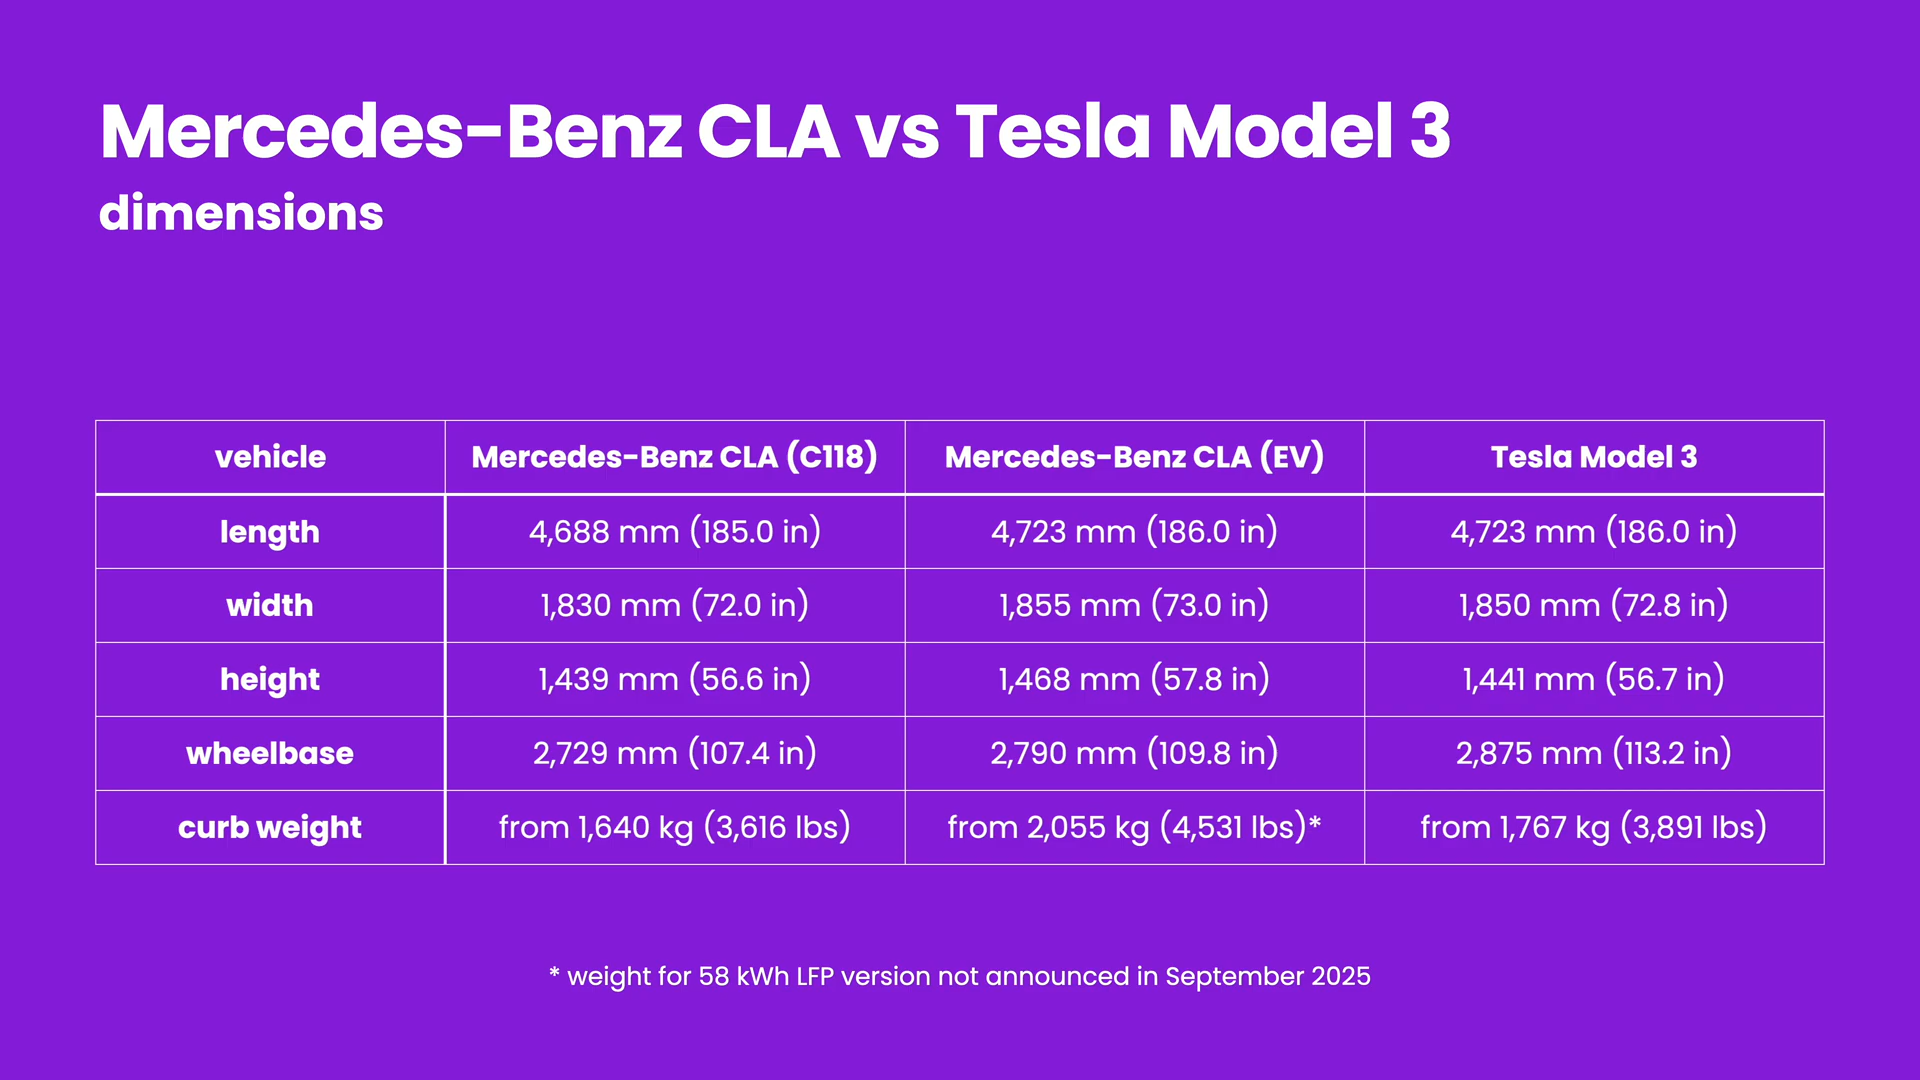 Mercedes-Benz CLA vs Tesla Model 3
dimensions
vehicle Mercedes-Benz CLA (C118) Mercedes-Benz CLA (EV) Tesla Model 3
length 4,688 mm (185.0 in) 4,723 mm (186.0 in) 4,723 mm (186.0 in)
width 1,830 mm (72.0 in) 1,855 mm (73.0 in) 1,850 mm (72.8 in)
height 1,439 mm (56.6 in) 1,468 mm (57.8 in) 1,441 mm (56.7 in)
wheelbase 2,729 mm (107.4 in) 2,790 mm (109.8 in) 2,875 mm (113.2 in)
curb weight from 1,640 kg (3,616 lbs) from 2,055 kg (4,531 lbs)* from 1,767 kg (3,891 lbs)
* weight for 58 kWh LFP version not announced in September 2025